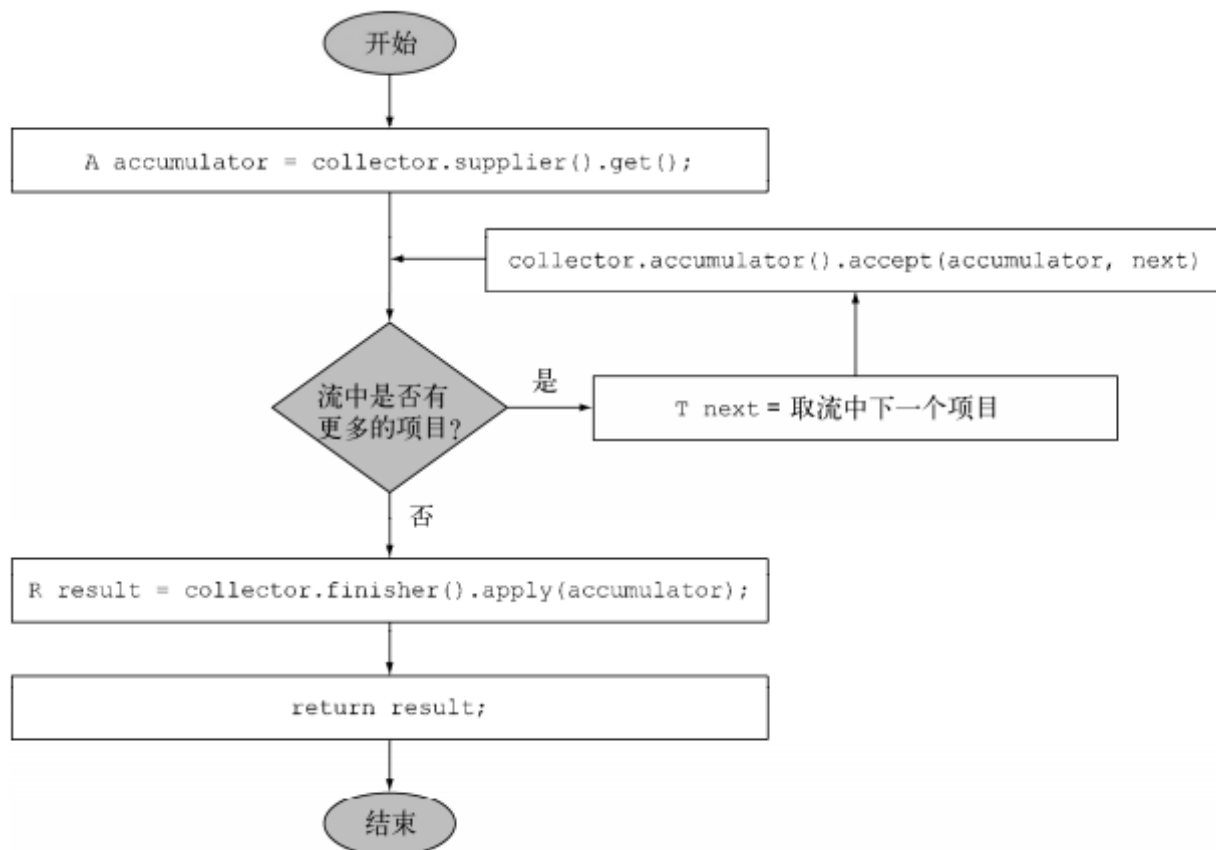 开始
A accumulator = collector.supplier().get();
collector.accumulator().accept(accumulator, next)
流中是否有
更多的项目?
是
T next = 取流中下一个项目
否
R result = collector.finisher().apply(accumulator);
return result;
结束